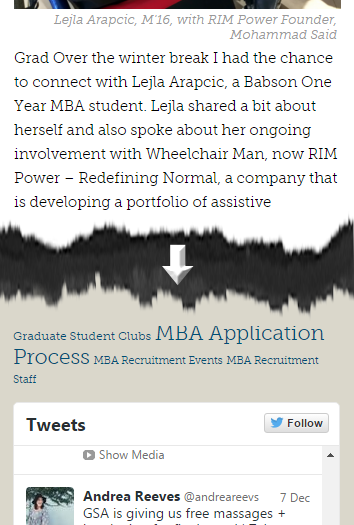 Lejla Arapcic, M'16, with RIM Power Founder,
Mohammad Said
Grad Over the winter break I had the chance
to connect with Lejla Arapcic, a Babson One
Year MBA student. Lejla shared a bit about
herself and also spoke about her ongoing
involvement with Wheelchair Man, now RIM
Power – Redefining Normal, a company that
is developing a portfolio of assistive
Graduate Student Clubs MBA Application
Process MBA Recruitment Events MBA Recruitment
Staff
Tweets Follow
Show Media
Andrea Reeves @andreareevs 7 Dec
GSA is giving us free massages +